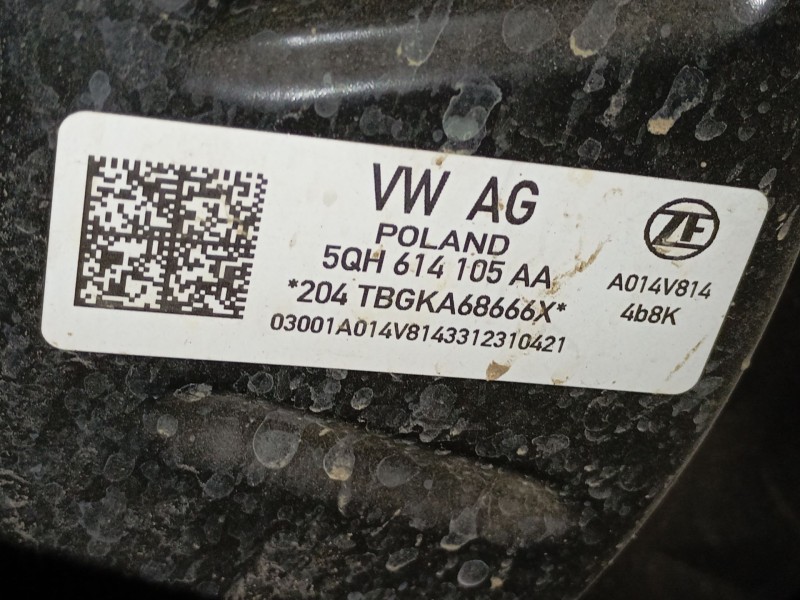 VW AG
POLAND
5QH 614 105 AA
*204 TBGKA68666X*
03001A014V8143312310421
ZF
A014V814
4b8K